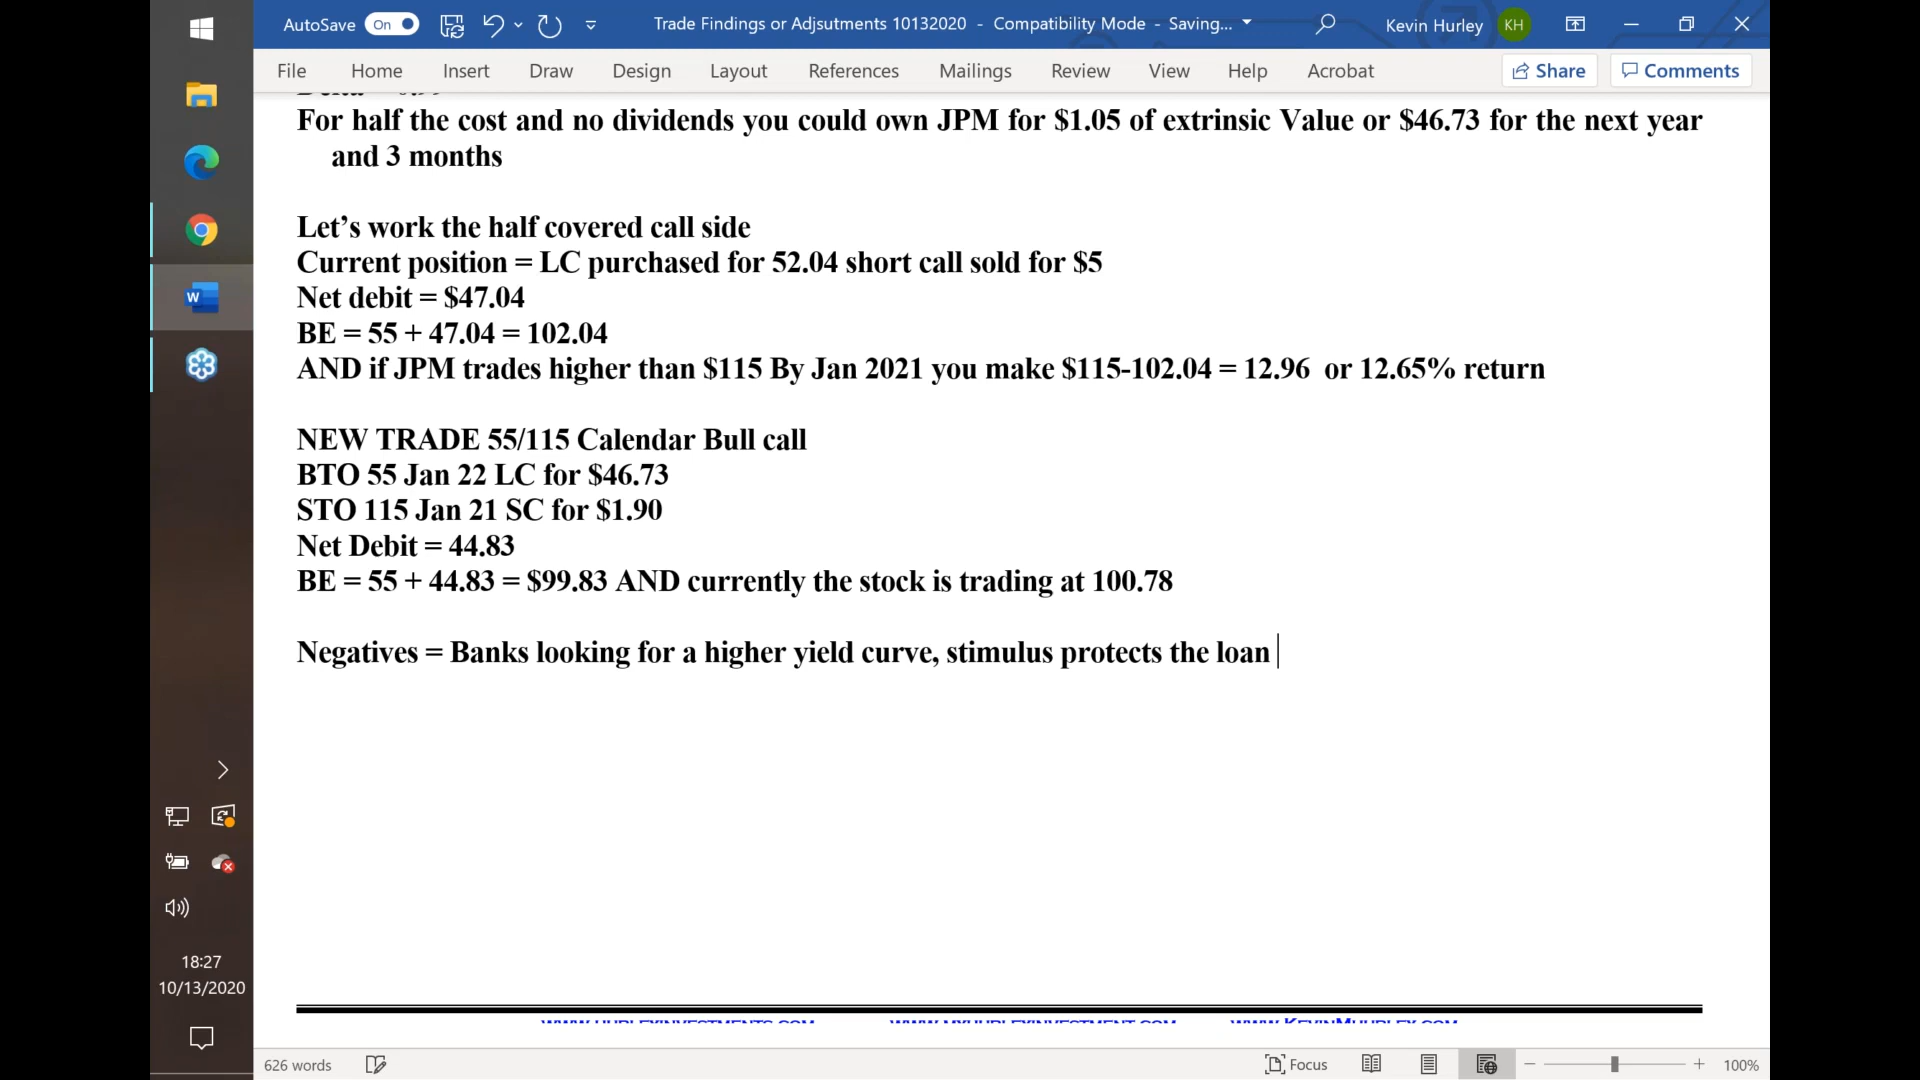 AutoSave On Trade Findings or Adjsutments 10132020 - Compatibility Mode - Saving... Kevin Hurley KH
File Home Insert Draw Design Layout References Mailings Review View Help Acrobat Share Comments
For half the cost and no dividends you could own JPM for $1.05 of extrinsic Value or $46.73 for the next year
and 3 months
Let’s work the half covered call side
Current position = LC purchased for 52.04 short call sold for $5
Net debit = $47.04
BE = 55 + 47.04 = 102.04
AND if JPM trades higher than $115 By Jan 2021 you make $115-102.04 = 12.96 or 12.65% return
NEW TRADE 55/115 Calendar Bull call
BTO 55 Jan 22 LC for $46.73
STO 115 Jan 21 SC for $1.90
Net Debit = 44.83
BE = 55 + 44.83 = $99.83 AND currently the stock is trading at 100.78
Negatives = Banks looking for a higher yield curve, stimulus protects the loan
18:27
10/13/2020
626 words Focus 100%